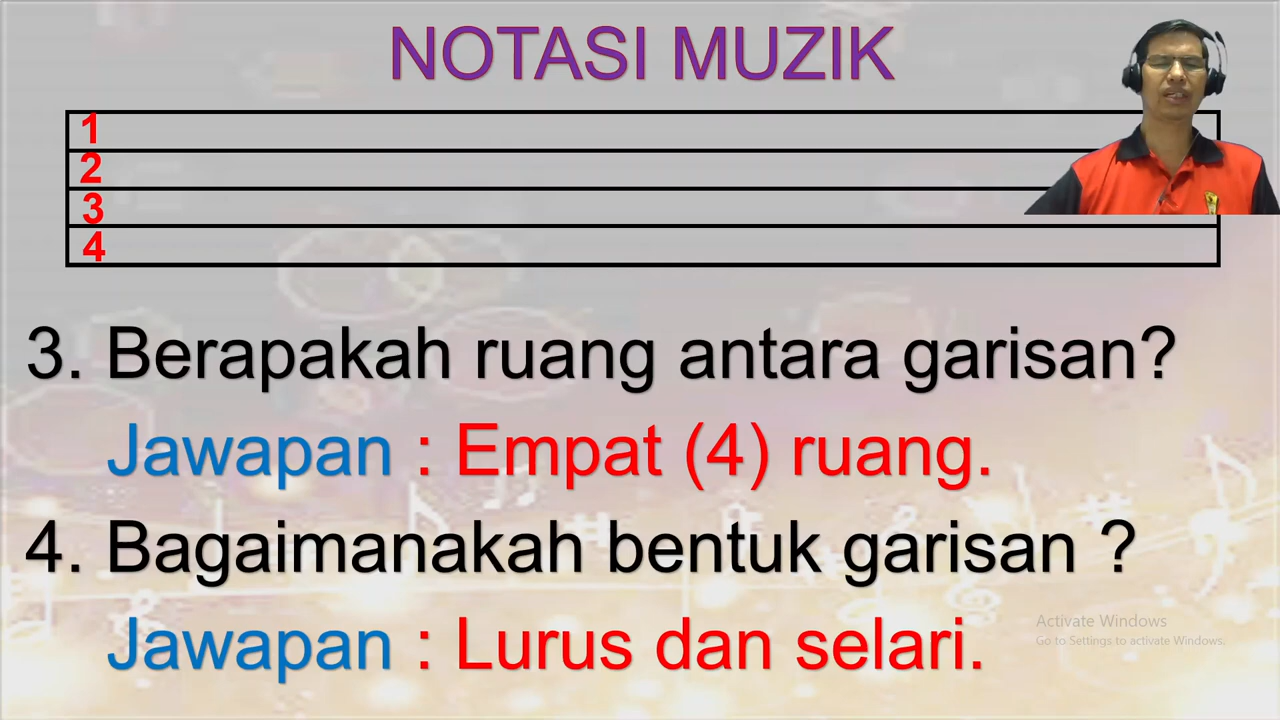 NOTASI MUZIK
1
2
3
4
3. Berapakah ruang antara garisan?
Jawapan : Empat (4) ruang.
4. Bagaimanakah bentuk garisan ?
Jawapan : Lurus dan selari.
Activate Windows
Go to Settings to activate Windows.